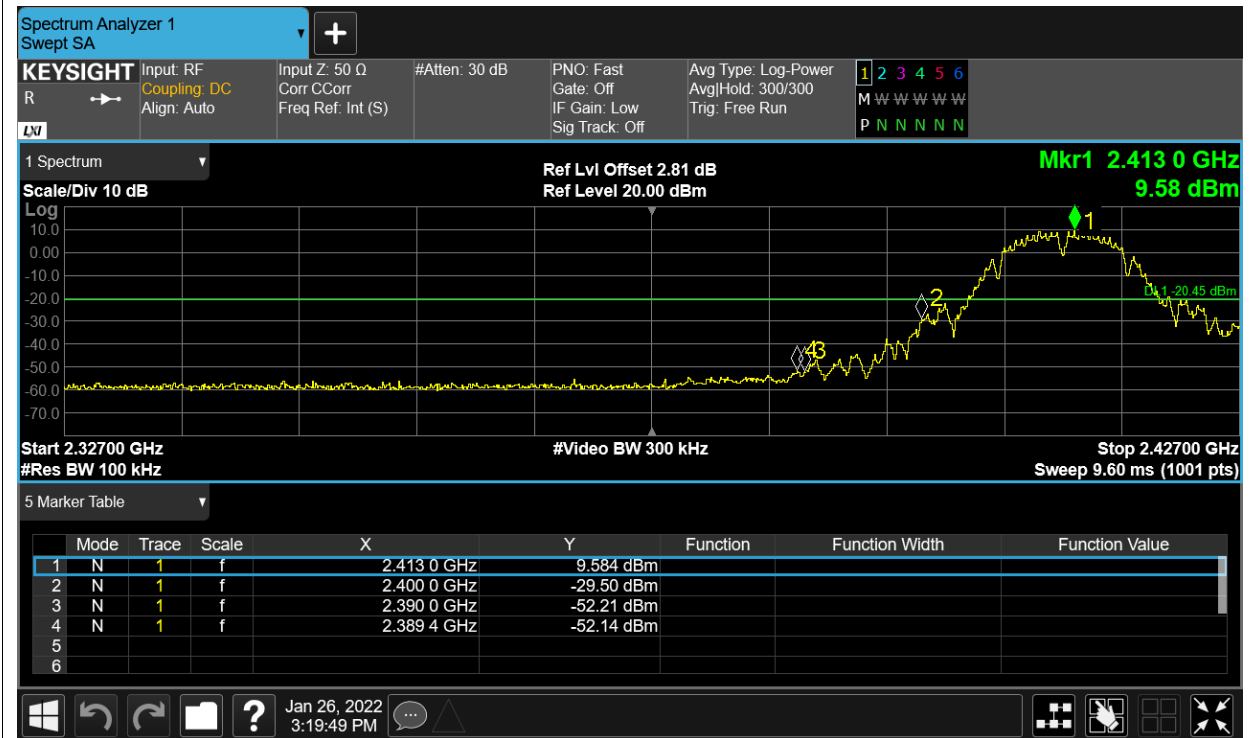 Spectrum Analyzer 1
Swept SA
KEYSIGHT Input: RF Input Z: 50 Ω #Atten: 30 dB PNO: Fast Avg Type: Log-Power 1 2 3 4 5 6
R Coupling: DC Corr CCorr Gate: Off Avg|Hold: 300/300 M W W W W W
Align: Auto Freq Ref: Int (S) IF Gain: Low Trig: Free Run
LXI Sig Track: Off P N N N N N
1 Spectrum Ref Lvl Offset 2.81 dB Mkr1 2.413 0 GHz
Scale/Div 10 dB Ref Level 20.00 dBm 9.58 dBm
Log
1
10.0
0.00
-10.0
DL1 -20.45 dBm
2
-20.0
-30.0
-40.0
43
-50.0
-60.0
-70.0
Start 2.32700 GHz #Video BW 300 kHz Stop 2.42700 GHz
#Res BW 100 kHz Sweep 9.60 ms (1001 pts)
5 Marker Table
Mode Trace Scale X Y Function Function Width Function Value
1 N 1 f 2.413 0 GHz 9.584 dBm
2 N 1 f 2.400 0 GHz -29.50 dBm
3 N 1 f 2.390 0 GHz -52.21 dBm
4 N 1 f 2.389 4 GHz -52.14 dBm
5
6
? Jan 26, 2022
3:19:49 PM